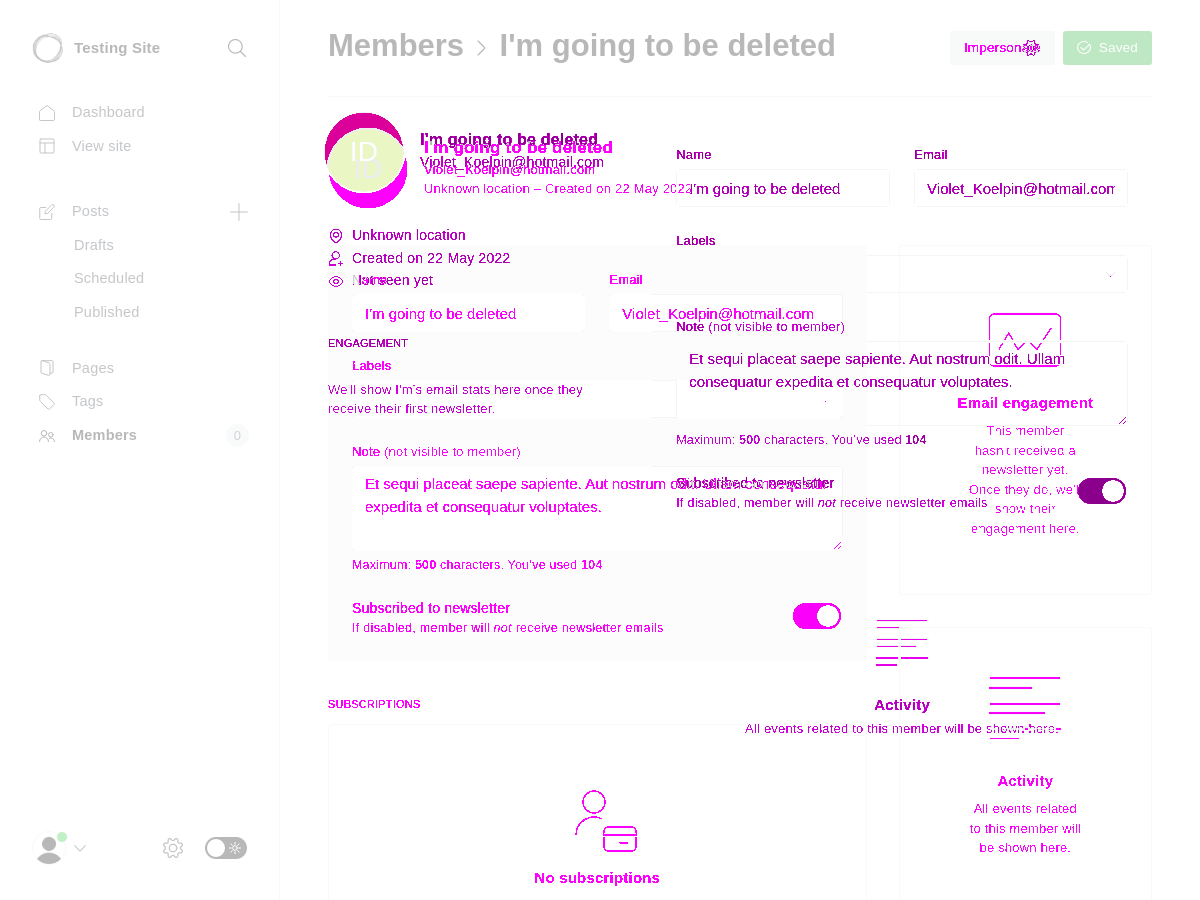 Testing Site
Members > I'm going to be deleted
Impersonate
Saved
Dashboard
View site
Posts
Drafts
Scheduled
Published
Pages
Tags
Members
0
ID
I'm going to be deleted
Violet_Koelpin@hotmail.com
I'm going to be deleted
Violet_Koelpin@hotmail.com
Unknown location – Created on 22 May 2022
Name
Email
I'm going to be deleted
Violet_Koelpin@hotmail.com
Unknown location
Created on 22 May 2022
Not seen yet
Labels
Email
I'm going to be deleted
Violet_Koelpin@hotmail.com
Note (not visible to member)
ENGAGEMENT
Labels
We'll show I'm's email stats here once they
receive their first newsletter.
Et sequi placeat saepe sapiente. Aut nostrum odit. Ullam
consequatur expedita et consequatur voluptates.
Maximum: 500 characters. You've used 104
Email engagement
This member
hasn't received a
newsletter yet.
Once they do, we'll
show their
engagement here.
Note (not visible to member)
Et sequi placeat saepe sapiente. Aut nostrum odit. Ullam consequatur
expedita et consequatur voluptates.
Subscribed to newsletter
If disabled, member will not receive newsletter emails
Maximum: 500 characters. You've used 104
Subscribed to newsletter
If disabled, member will not receive newsletter emails
SUBSCRIPTIONS
Activity
All events related to this member will be shown here.
Activity
All events related
to this member will
be shown here.
No subscriptions